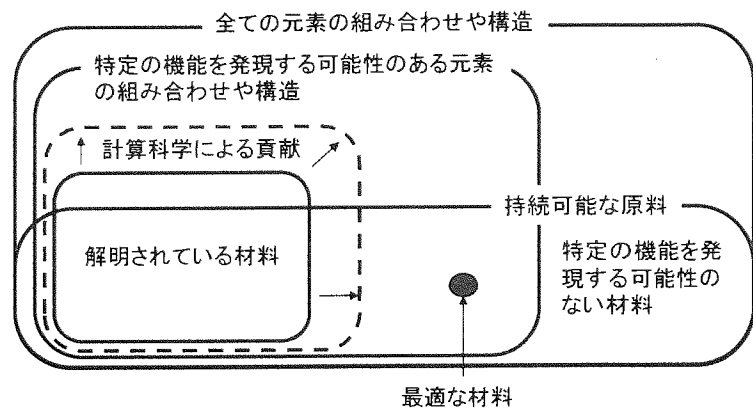 全ての元素の組み合わせや構造
特定の機能を発現する可能性のある元素
の組み合わせや構造
計算科学による貢献
持続可能な原料
解明されている材料
特定の機能を発
現する可能性の
ない材料
最適な材料